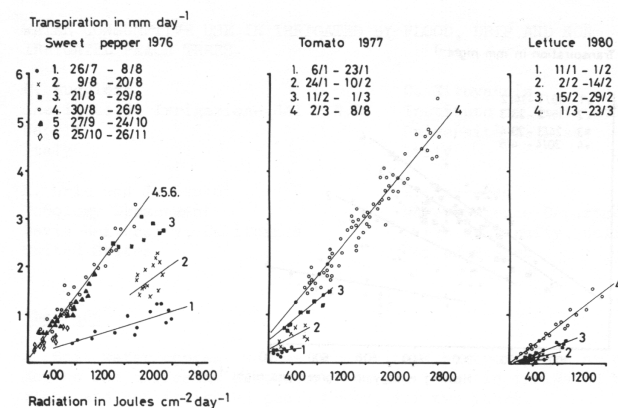 Transpiration in mm day-1
Sweet pepper 1976
1. 26/7 - 8/8
2. 9/8 - 20/8
3. 21/8 - 29/8
4. 30/8 - 26/9
5 27/9 - 24/10
6 25/10 - 26/11
6
5
4
3
2
1
4.5.6.
3
2
1
400 1200 2000 2800
Radiation in Joules cm-2 day-1
Tomato 1977
1. 6/1 - 23/1
2. 24/1 - 10/2
3. 11/2 - 1/3
4 2/3 - 8/8
4
3
2
1
400 1200 2000 2800
Lettuce 1980
1. 11/1 - 1/2
2. 2/2 - 14/2
3. 15/2 - 29/2
4. 1/3 - 23/3
4
3
2
1
400 1200